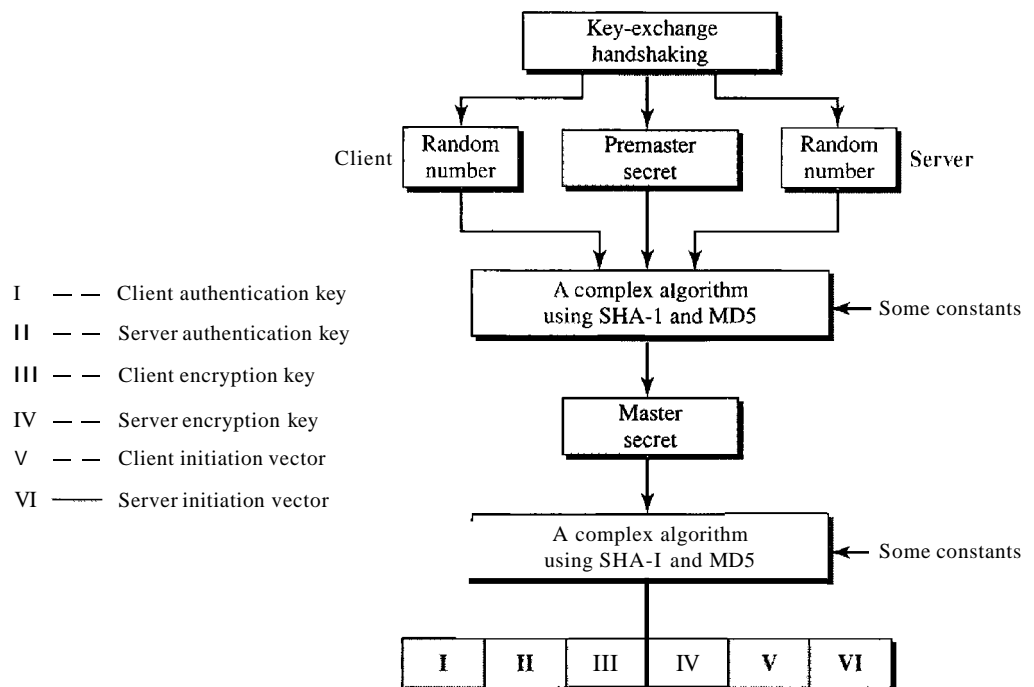 Key-exchange
handshaking
Client
Random
number
Premaster
secret
Random
number
Server
A complex algorithm
using SHA-1 and MD5
Some constants
I — — Client authentication key
II — — Server authentication key
III — — Client encryption key
IV — — Server encryption key
V — — Client initiation vector
VI —— Server initiation vector
Master
secret
A complex algorithm
using SHA-I and MD5
Some constants
I II III IV V VI